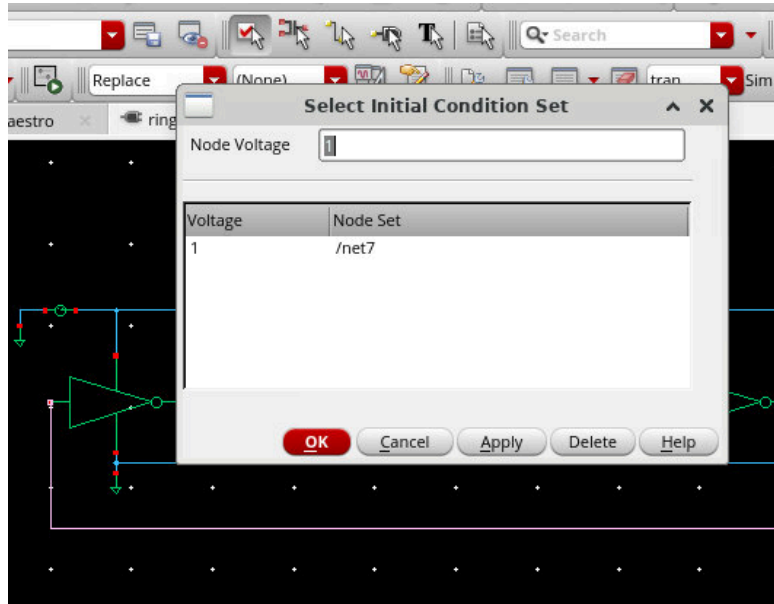 Search
Replace
(None)
tran
Sim
aestro
ring
Select Initial Condition Set
Node Voltage
1
Voltage Node Set
1 /net7
OK Cancel Apply Delete Help